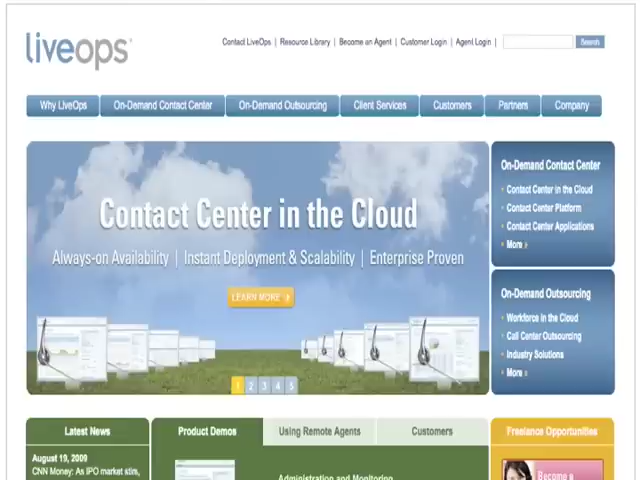 liveops
Contact LiveOps | Resource Library | Become an Agent | Customer Login | Agent Login |
Search
Why LiveOps
On-Demand Contact Center
On-Demand Outsourcing
Client Services
Customers
Partners
Company
Contact Center in the Cloud
Always-on Availability | Instant Deployment & Scalability | Enterprise Proven
LEARN MORE
1 2 3 4 5
On-Demand Contact Center
Contact Center in the Cloud
Contact Center Platform
Contact Center Applications
More
On-Demand Outsourcing
Workforce in the Cloud
Call Center Outsourcing
Industry Solutions
More
Latest News
August 19, 2009
CNN Money: As IPO market stirs,
Product Demos
Using Remote Agents
Customers
Administration and Monitoring
Freelance Opportunities
Become a